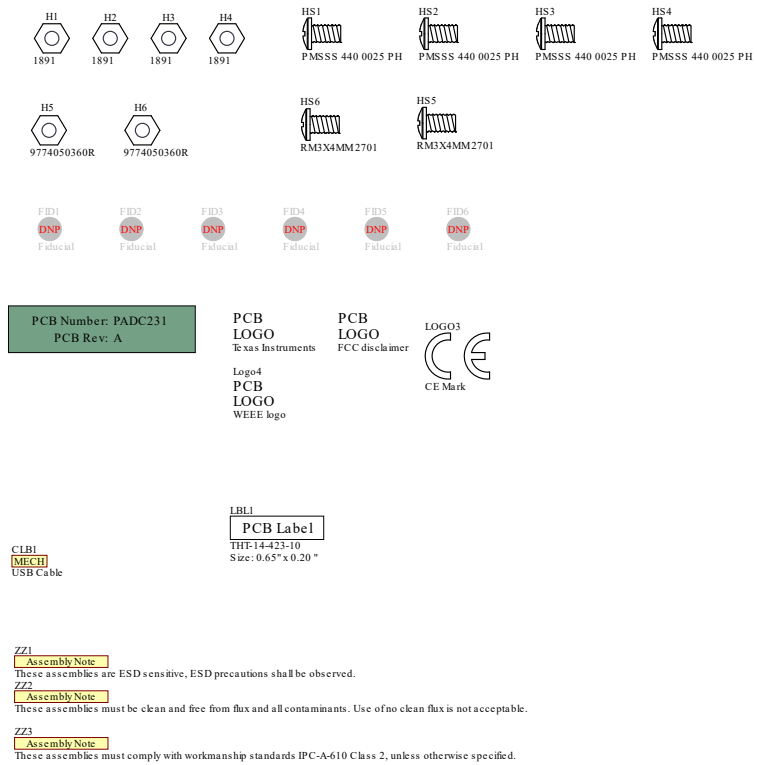 H1 H2 H3 H4 HS1 HS2 HS3 HS4
1891 1891 1891 1891 PMSSS 440 0025 PH PMSSS 440 0025 PH PMSSS 440 0025 PH PMSSS 440 0025 PH
H5 H6 HS6 HS5
9774050360R 9774050360R RM3X4MM 2701 RM3X4MM 2701
FID1 FID2 FID3 FID4 FID5 FID6
DNP DNP DNP DNP DNP DNP
Fiducial Fiducial Fiducial Fiducial Fiducial Fiducial
PCB Number: PADC231
PCB Rev: A
PCB
LOGO
Texas Instruments
PCB
LOGO
FCC disclaimer
LOGO3
CE
CE Mark
Logo4
PCB
LOGO
WEEE logo
LBL1
PCB Label
THT-14-423-10
Size: 0.65" x 0.20 "
CLB1
MECH
USB Cable
ZZ1
Assembly Note
These assemblies are ESD sensitive, ESD precautions shall be observed.
ZZ2
Assembly Note
These assemblies must be clean and free from flux and all contaminants. Use of no clean flux is not acceptable.
ZZ3
Assembly Note
These assemblies must comply with workmanship standards IPC-A-610 Class 2, unless otherwise specified.